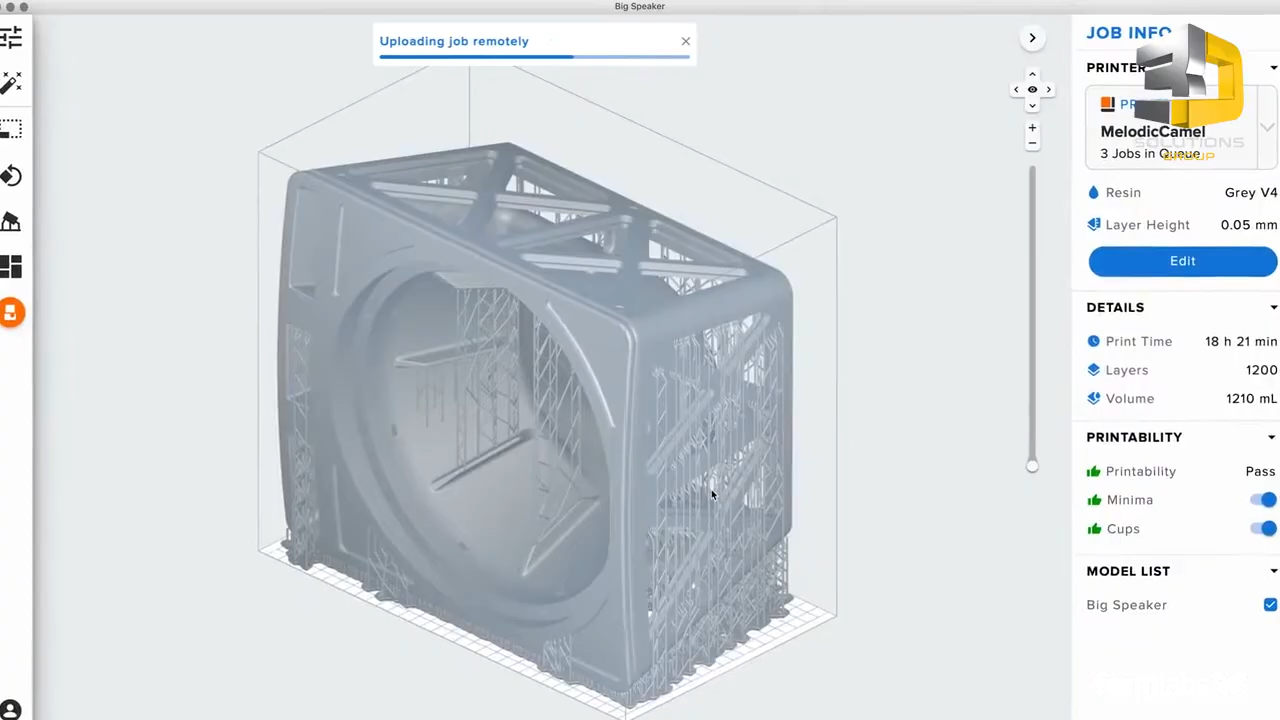 Big Speaker
Uploading job remotely
JOB INFO
PRINTER
MelodicCamel
3 Jobs in Queue
SOLUTIONS
GROUP
Resin Grey V4
Layer Height 0.05 mm
Edit
DETAILS
Print Time 18 h 21 min
Layers 1200
Volume 1210 mL
PRINTABILITY
Printability Pass
Minima
Cups
MODEL LIST
Big Speaker